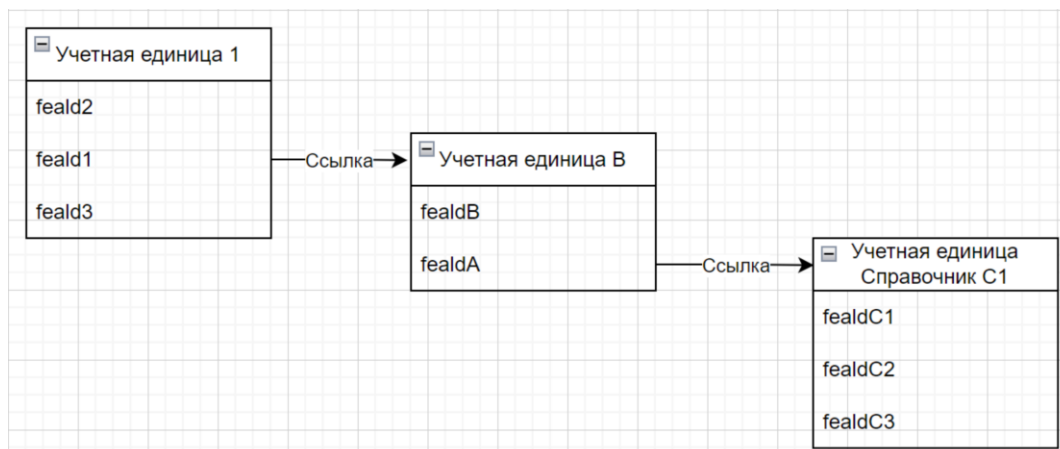 Учетная единица 1
feald2
feald1
feald3
Ссылка
Учетная единица B
fealdB
fealdA
Ссылка
Учетная единица
Справочник C1
fealdC1
fealdC2
fealdC3